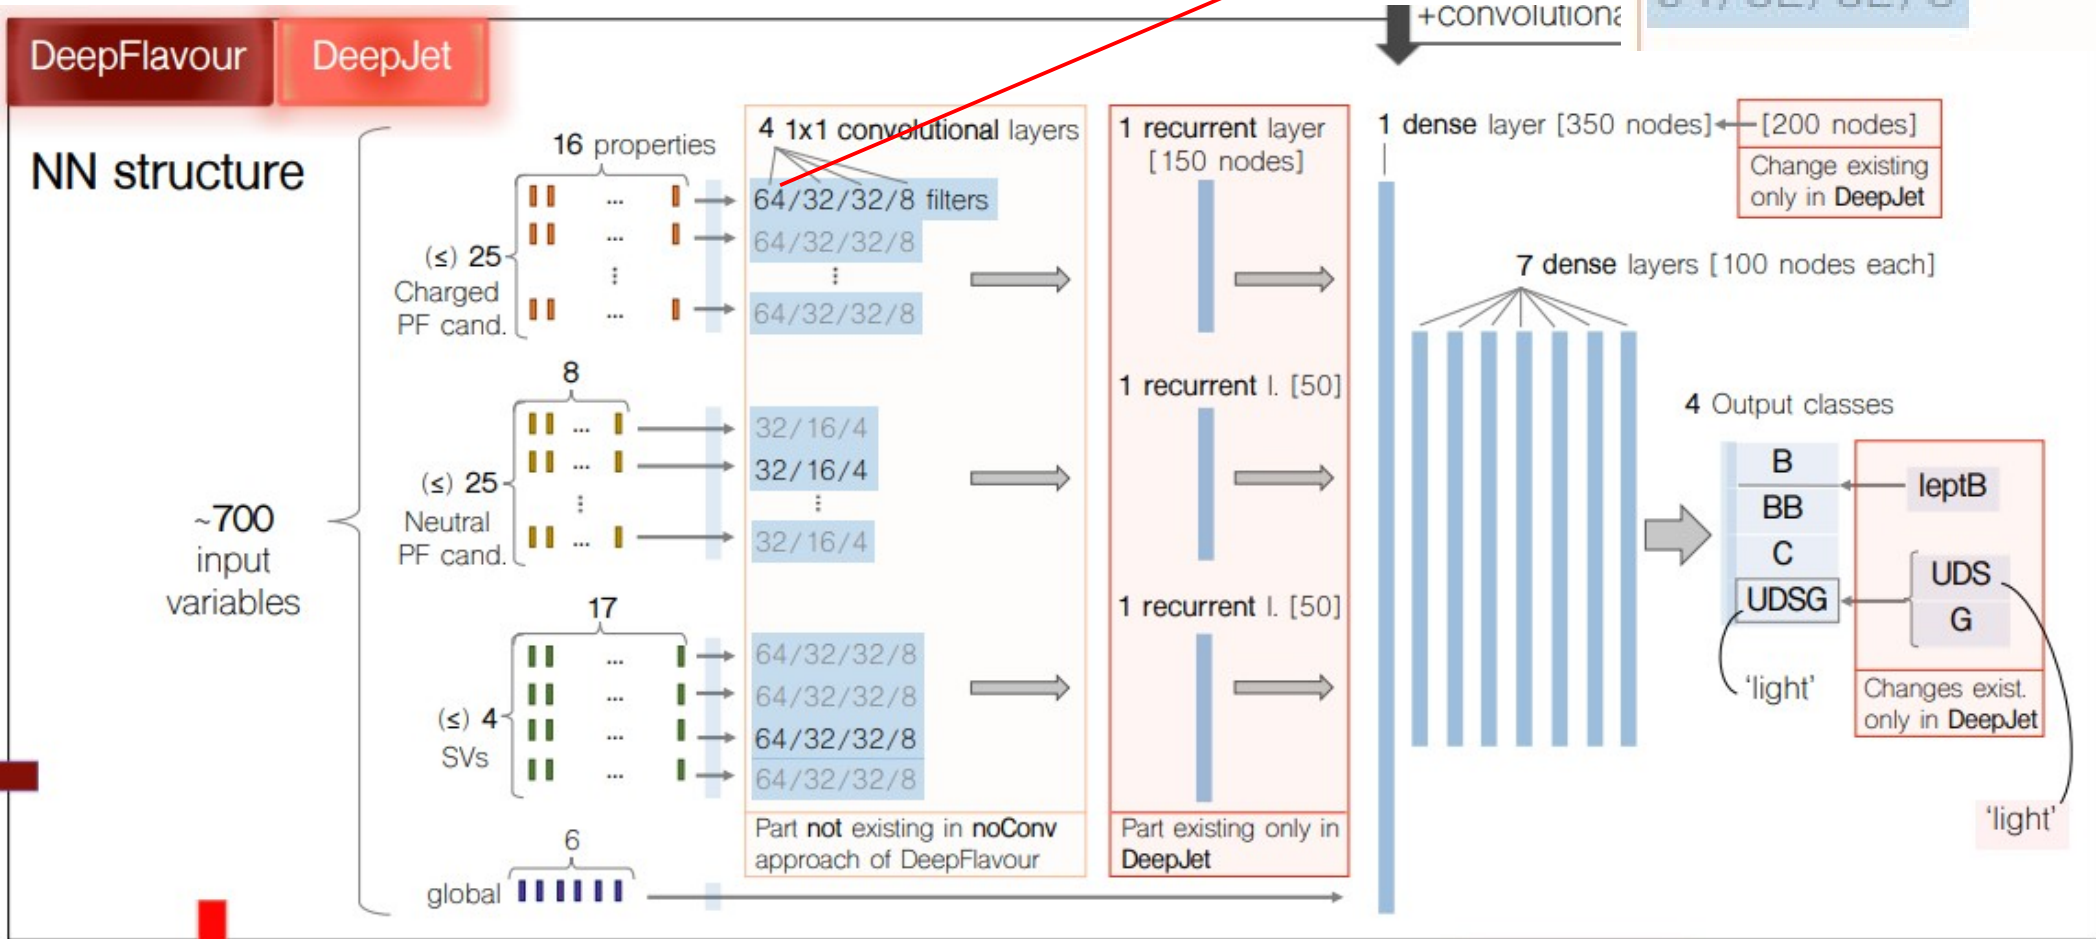 +convolutiona
DeepFlavour
DeepJet
NN structure
16 properties
4 1x1 convolutional layers
1 recurrent layer
[150 nodes]
1 dense layer [350 nodes]
[200 nodes]
Change existing
only in DeepJet
64/32/32/8 filters
64/32/32/8
64/32/32/8
(≤) 25
Charged
PF cand.
7 dense layers [100 nodes each]
8
1 recurrent l. [50]
32/16/4
32/16/4
32/16/4
(≤) 25
Neutral
PF cand.
~700
input
variables
4 Output classes
B
BB
C
UDSG
leptB
UDS
G
'light'
Changes exist.
only in DeepJet
'light'
17
1 recurrent l. [50]
64/32/32/8
64/32/32/8
64/32/32/8
64/32/32/8
(≤) 4
SVs
Part not existing in noConv
approach of DeepFlavour
Part existing only in
DeepJet
6
global